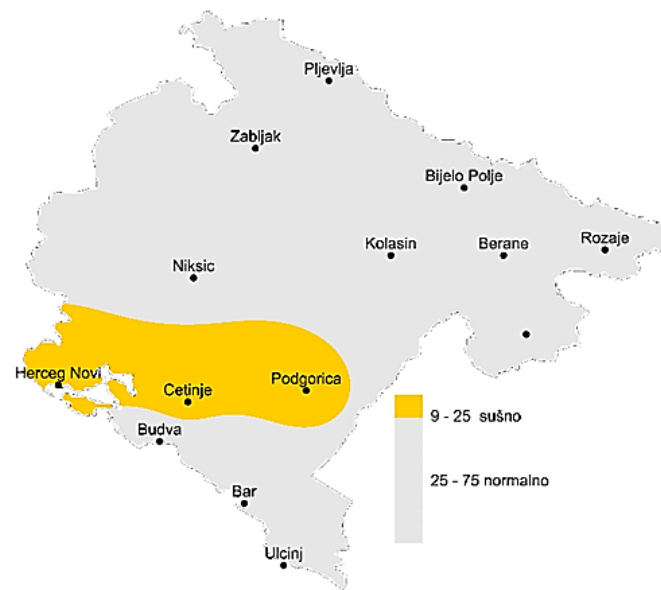 Pljevlja
Zabljak
Bijelo Polje
Kolasin
Berane
Rozaje
Niksic
Herceg Novi
Cetinje
Podgorica
Budva
Bar
Ulcinj
9 - 25 sušno
25 - 75 normalno